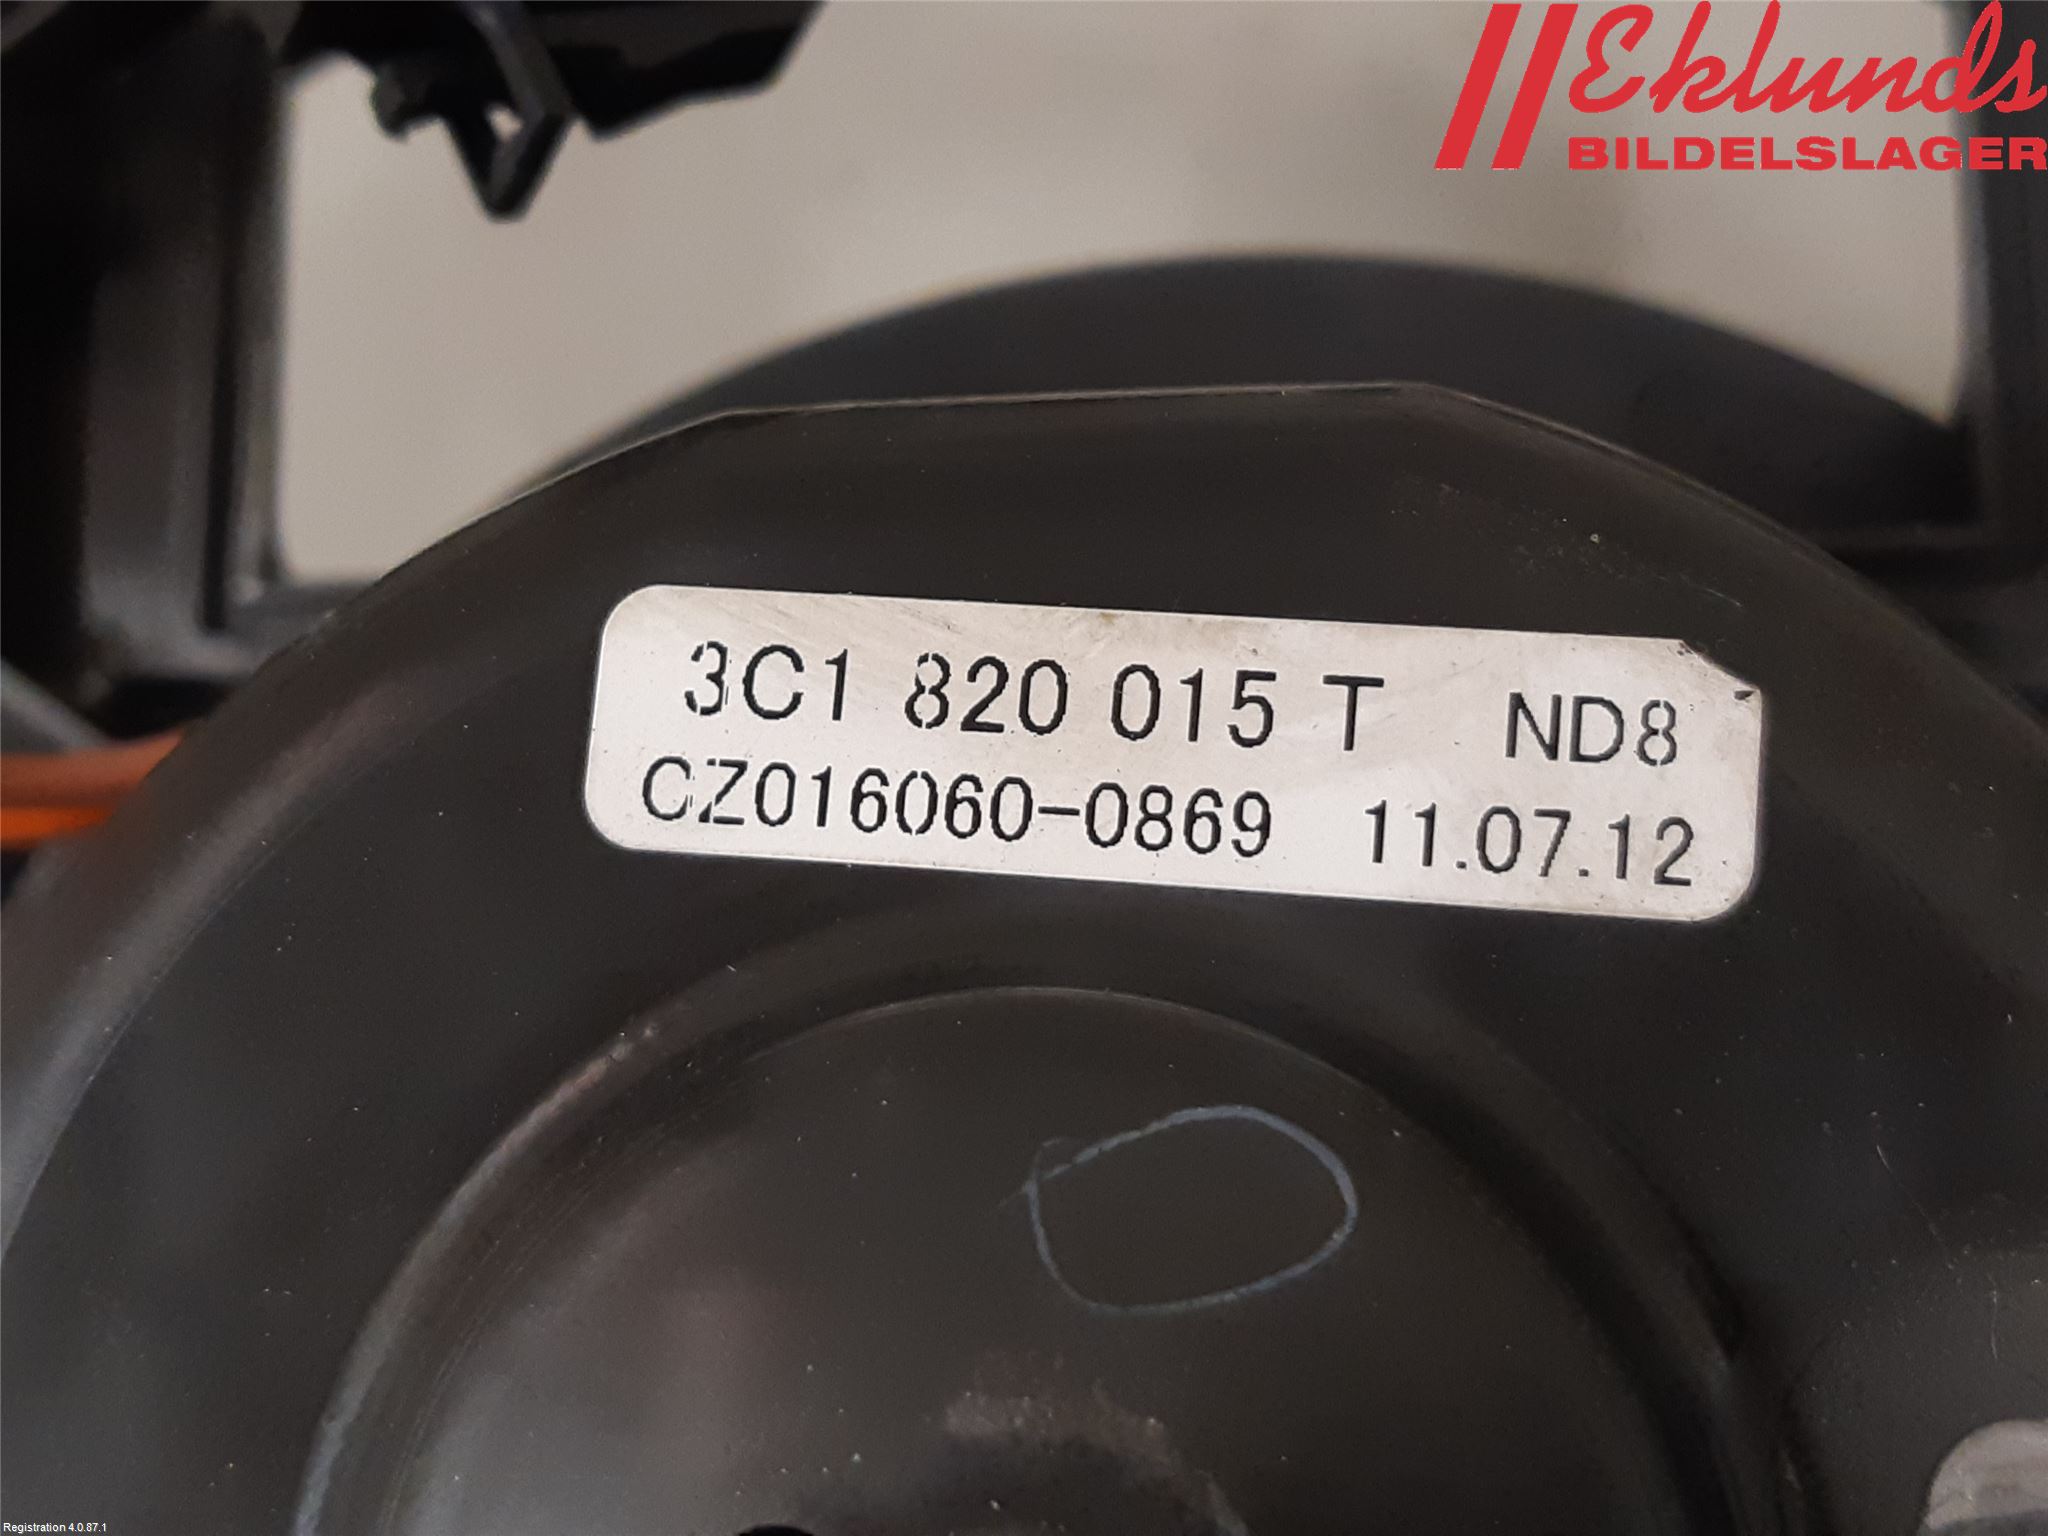 Eklunds
BILDELSLAGER
3C1 820 015 T ND8
CZ016060-0869 11.07.12
Registration 4.0.87.1